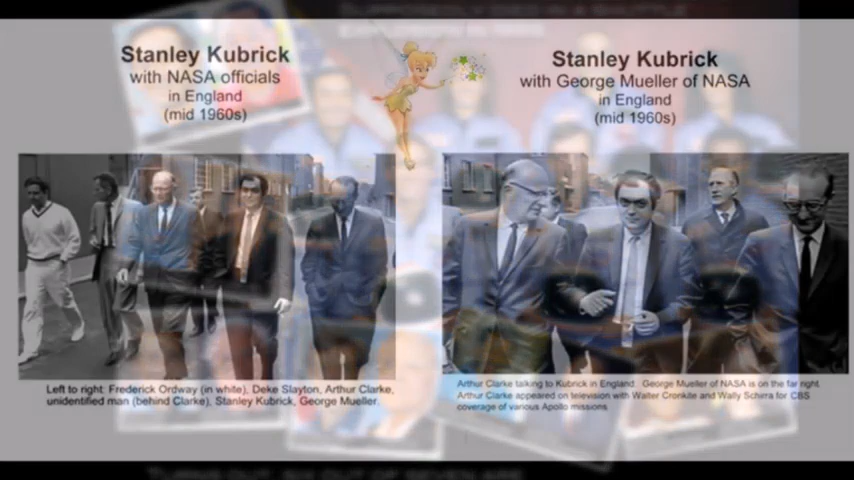 Stanley Kubrick
with NASA officials
in England
(mid 1960s)
Left to right: Frederick Ordway (in white), Deke Slayton, Arthur Clarke,
unidentified man (behind Clarke), Stanley Kubrick, George Mueller.
Stanley Kubrick
with George Mueller of NASA
in England
(mid 1960s)
Arthur Clarke talking to Kubrick in England. George Mueller of NASA is on the far right.
Arthur Clarke appeared on television with Walter Cronkite and Wally Schirra for CBS
coverage of various Apollo missions